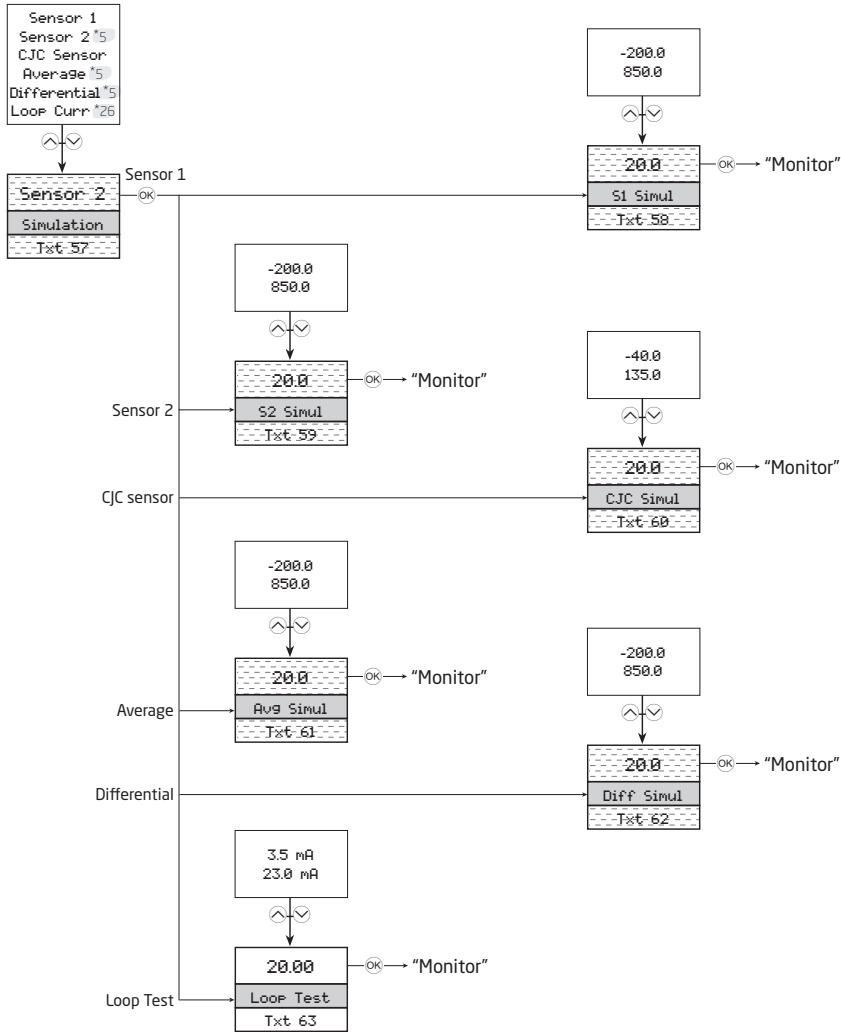 Sensor 1
Sensor 2 *5
CJC Sensor
Average *5
Differential *5
Loop Curr *26
Sensor 2
Simulation
Txt 57
OK
Sensor 1
-200.0
850.0
20.0
S1 Simul
Txt 58
OK
"Monitor"
Sensor 2
-200.0
850.0
20.0
S2 Simul
Txt 59
OK
"Monitor"
CJC sensor
-40.0
135.0
20.0
CJC Simul
Txt 60
OK
"Monitor"
Average
-200.0
850.0
20.0
Avg Simul
Txt 61
OK
"Monitor"
Differential
-200.0
850.0
20.0
Diff Simul
Txt 62
OK
"Monitor"
Loop Test
3.5 mA
23.0 mA
20.00
Loop Test
Txt 63
OK
"Monitor"